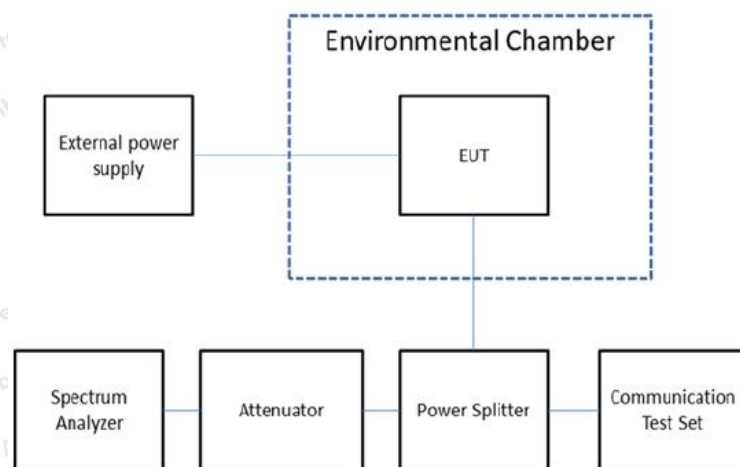 Environmental Chamber
External power
supply
EUT
Spectrum
Analyzer
Attenuator
Power Splitter
Communication
Test Set